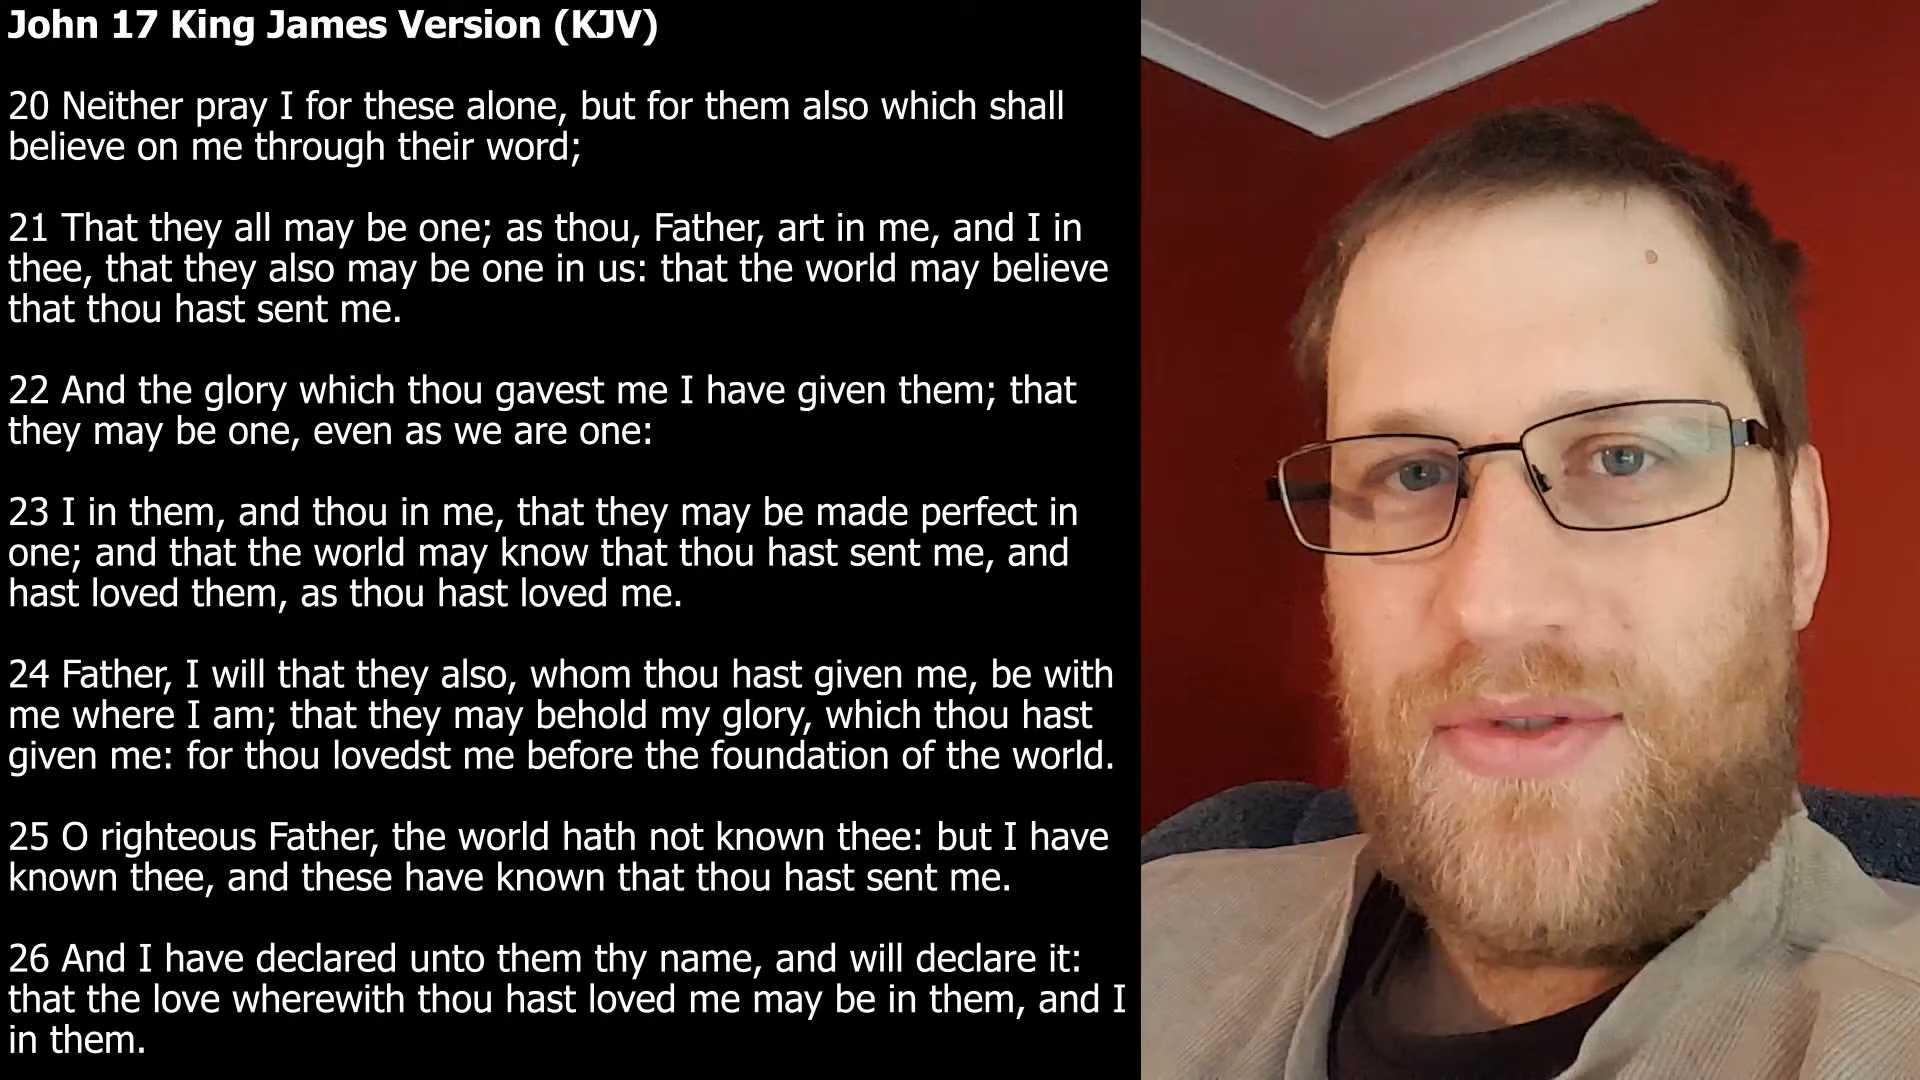 John 17 King James Version (KJV)
20 Neither pray I for these alone, but for them also which shall
believe on me through their word;
21 That they all may be one; as thou, Father, art in me, and I in
thee, that they also may be one in us: that the world may believe
that thou hast sent me.
22 And the glory which thou gavest me I have given them; that
they may be one, even as we are one:
23 I in them, and thou in me, that they may be made perfect in
one; and that the world may know that thou hast sent me, and
hast loved them, as thou hast loved me.
24 Father, I will that they also, whom thou hast given me, be with
me where I am; that they may behold my glory, which thou hast
given me: for thou lovedst me before the foundation of the world.
25 O righteous Father, the world hath not known thee: but I have
known thee, and these have known that thou hast sent me.
26 And I have declared unto them thy name, and will declare it:
that the love wherewith thou hast loved me may be in them, and I
in them.